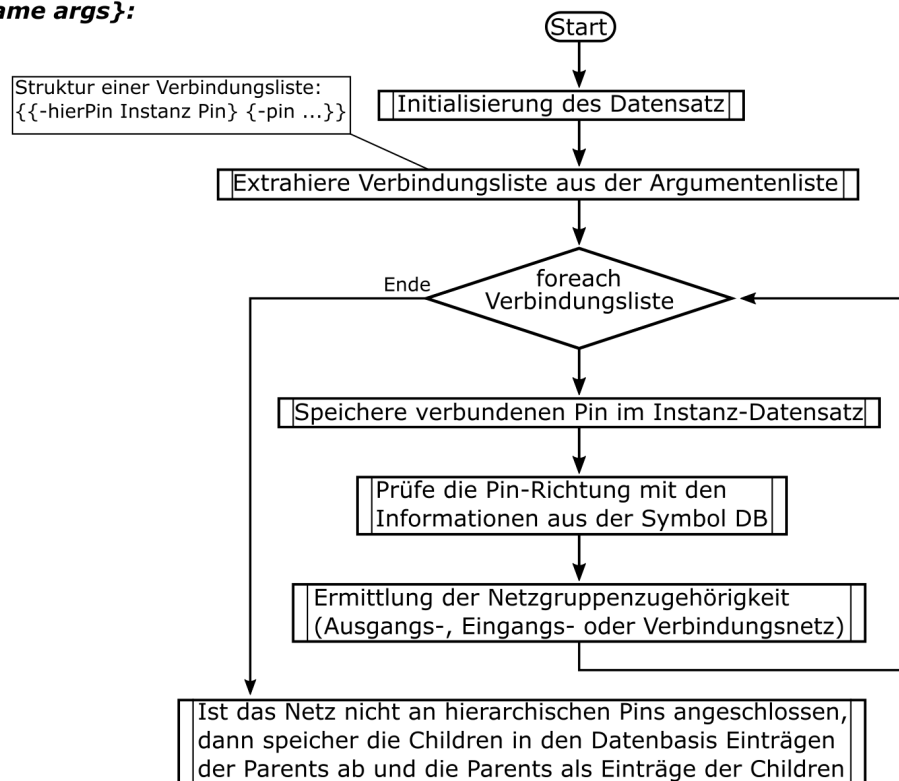 args}:
Start
Struktur einer Verbindungsliste:
{{-hierPin Instanz Pin} {-pin ...}}
Initialisierung des Datensatz
Extrahiere Verbindungsliste aus der Argumentenliste
Ende
foreach
Verbindungsliste
Speichere verbundenen Pin im Instanz-Datensatz
Prüfe die Pin-Richtung mit den
Informationen aus der Symbol DB
Ermittlung der Netzgruppenzugehörigkeit
(Ausgangs-, Eingangs- oder Verbindungsnetz)
Ist das Netz nicht an hierarchischen Pins angeschlossen,
dann speicher die Children in den Datenbasis Einträgen
der Parents ab und die Parents als Einträge der Children